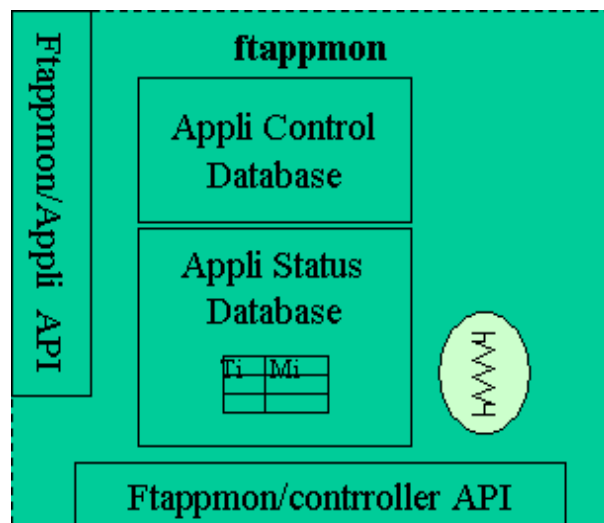 ftappmon
Ftappmon/Appli API
Appli Control
Database
Appli Status
Database
Ti Mi
Ftappmon/contrroller API